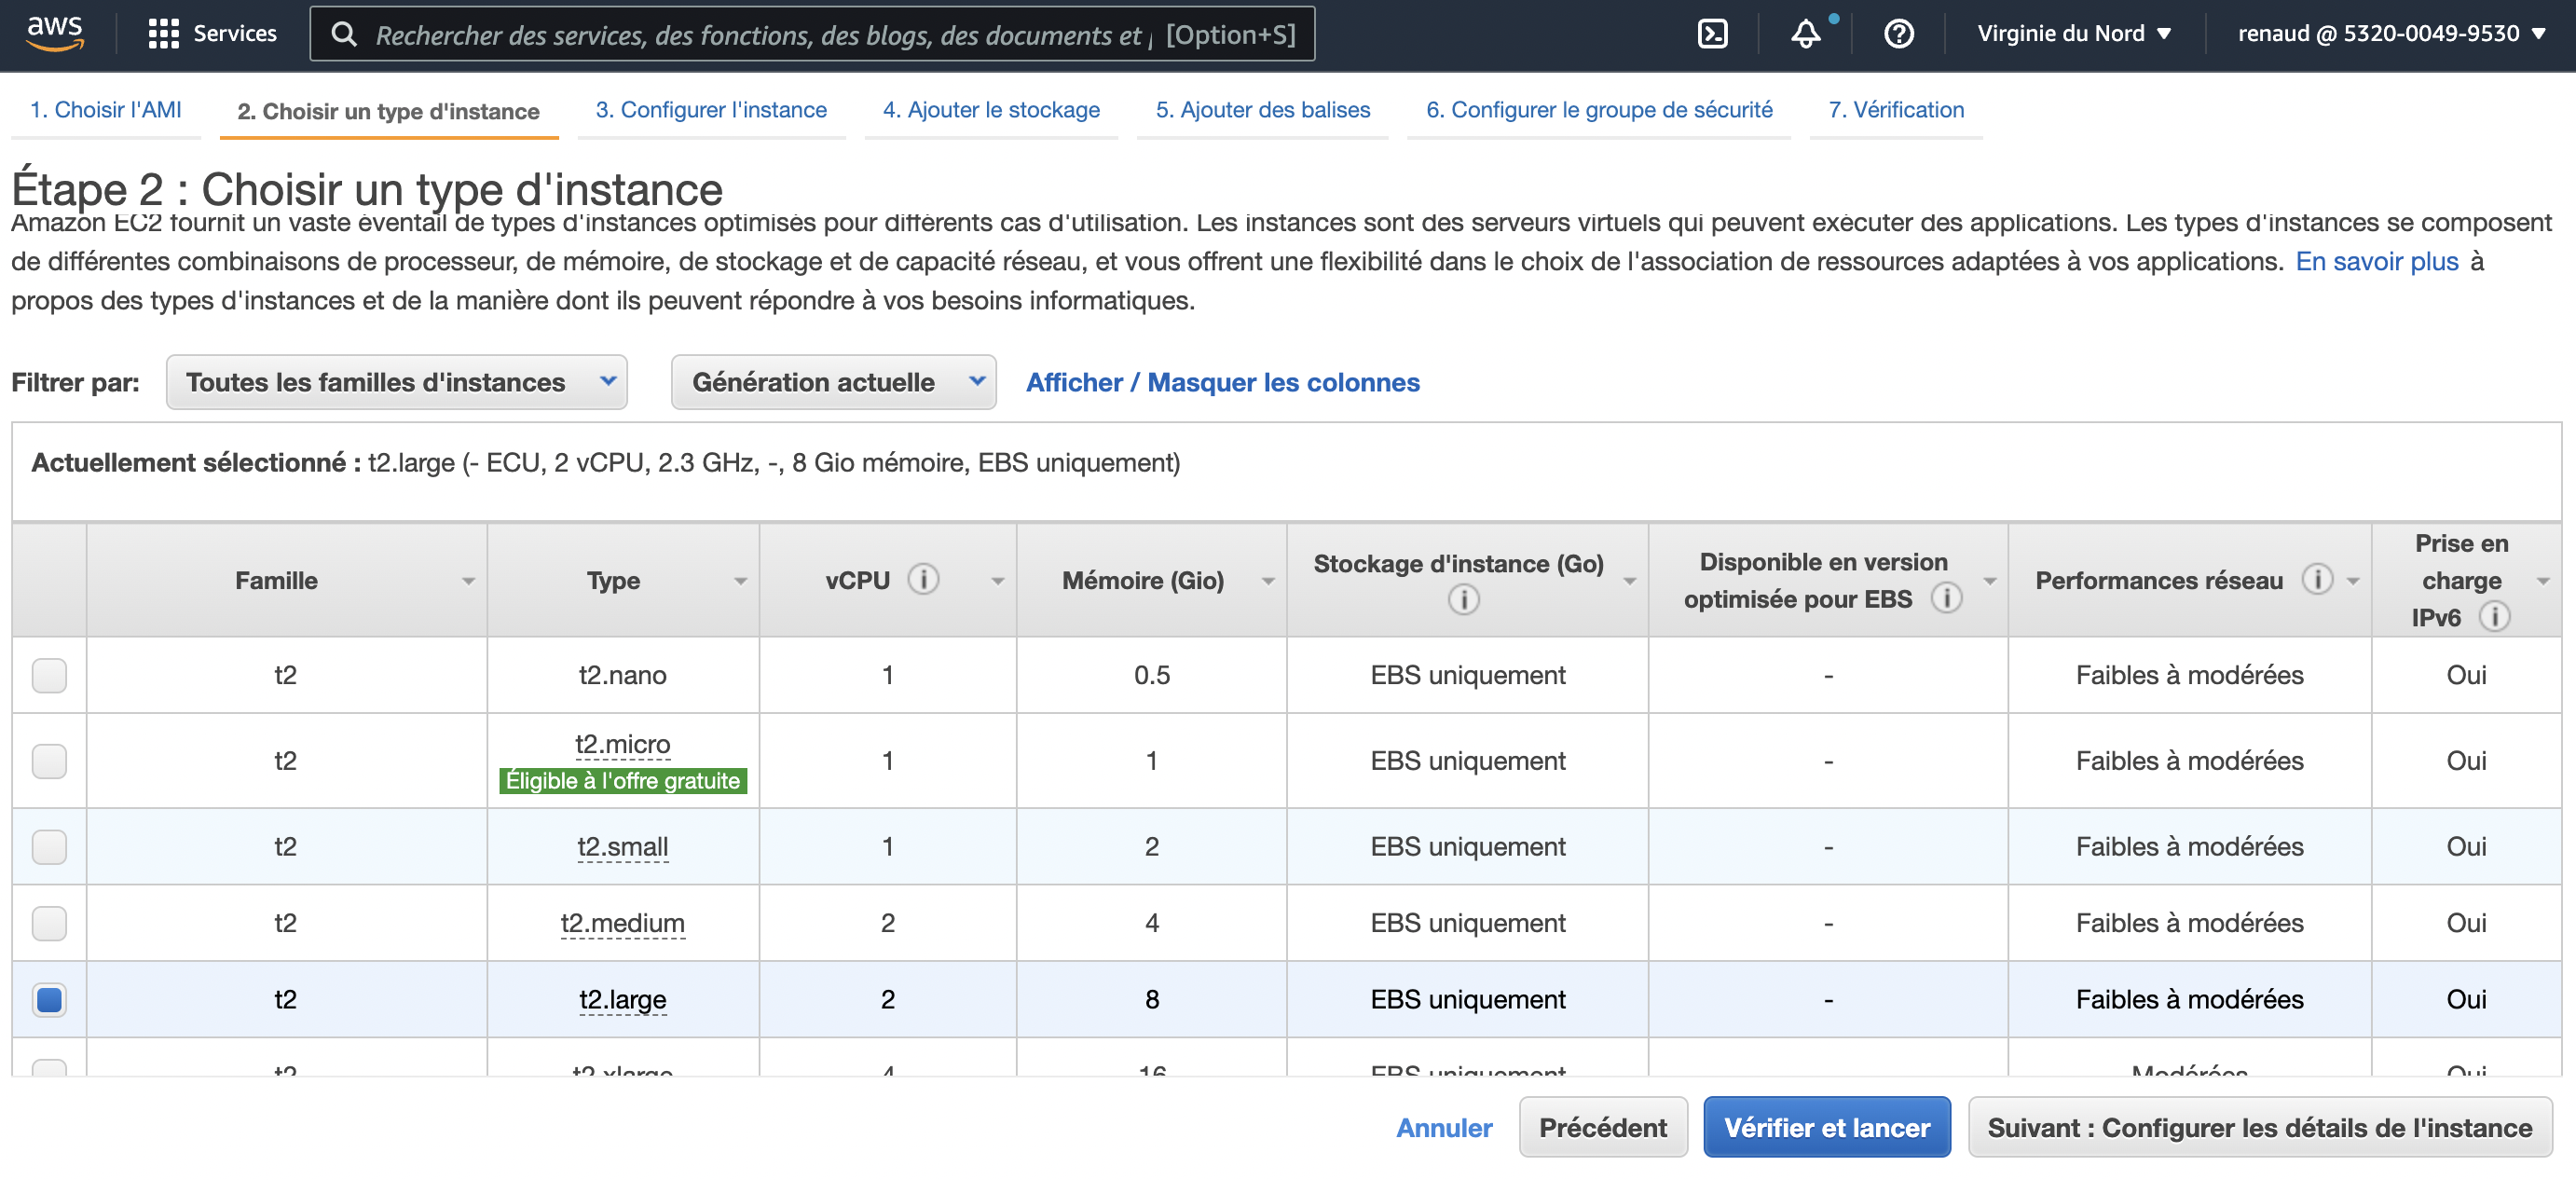 aws Services Rechercher des services, des fonctions, des blogs, des documents et [Option+S] Virginie du Nord renaud @ 5320-0049-9530
1. Choisir l'AMI 2. Choisir un type d'instance 3. Configurer l'instance 4. Ajouter le stockage 5. Ajouter des balises 6. Configurer le groupe de sécurité 7. Vérification
Étape 2 : Choisir un type d'instance
Amazon EC2 fournit un vaste éventail de types d'instances optimisés pour différents cas d'utilisation. Les instances sont des serveurs virtuels qui peuvent exécuter des applications. Les types d'instances se composent
de différentes combinaisons de processeur, de mémoire, de stockage et de capacité réseau, et vous offrent une flexibilité dans le choix de l'association de ressources adaptées à vos applications. En savoir plus à
propos des types d'instances et de la manière dont ils peuvent répondre à vos besoins informatiques.
Filtrer par: Toutes les familles d'instances Génération actuelle Afficher / Masquer les colonnes
Actuellement sélectionné : t2.large (- ECU, 2 vCPU, 2.3 GHz, -, 8 Gio mémoire, EBS uniquement)
Famille Type vCPU Mémoire (Gio) Stockage d'instance (Go) Disponible en version optimisée pour EBS Performances réseau Prise en charge IPv6
t2 t2.nano 1 0.5 EBS uniquement - Faibles à modérées Oui
t2 t2.micro Éligible à l'offre gratuite 1 1 EBS uniquement - Faibles à modérées Oui
t2 t2.small 1 2 EBS uniquement - Faibles à modérées Oui
t2 t2.medium 2 4 EBS uniquement - Faibles à modérées Oui
t2 t2.large 2 8 EBS uniquement - Faibles à modérées Oui
t2 t2.xlarge 4 16 EBS uniquement Modérées Oui
Annuler Précédent Vérifier et lancer Suivant : Configurer les détails de l'instance